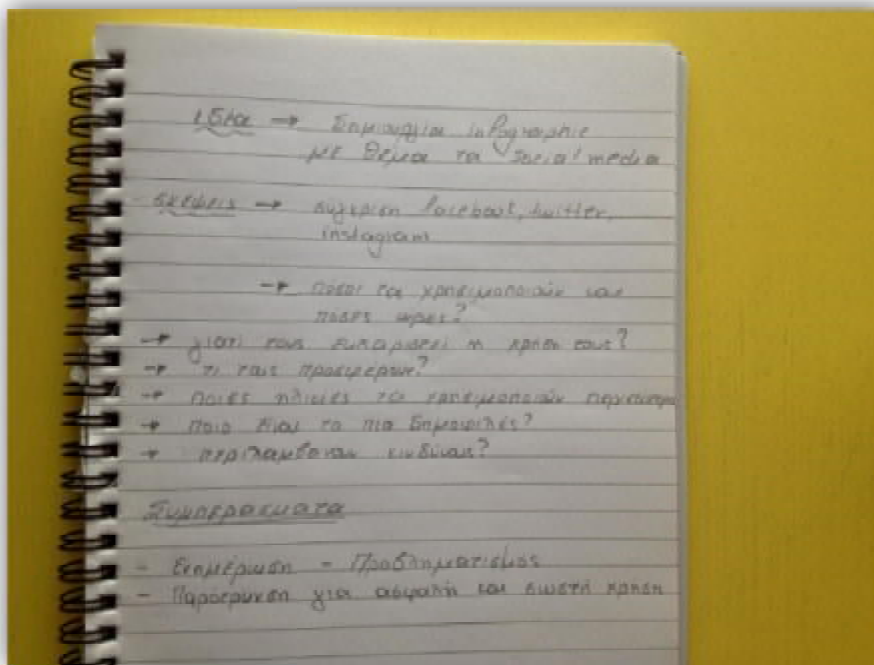 ιδέα → Δημιουργία infographic
με θέμα τα social media
σκέψεις → σύγκριση facebook, twitter,
instagram
→ πόσοι τα χρησιμοποιούν και
πόσες ώρες?
→ γιατί τους ευχαριστεί η χρήση τους?
→ τι τους προσφέρουν?
→ ποιες ηλικίες τα χρησιμοποιούν περισσότερο
→ ποιο είναι το πιο δημοφιλές?
→ περιλαμβάνουν κινδύνους?
Συμπεράσματα
- Ενημέρωση - Προβληματισμός
- Παρότρυνση για ασφαλή και σωστή χρήση